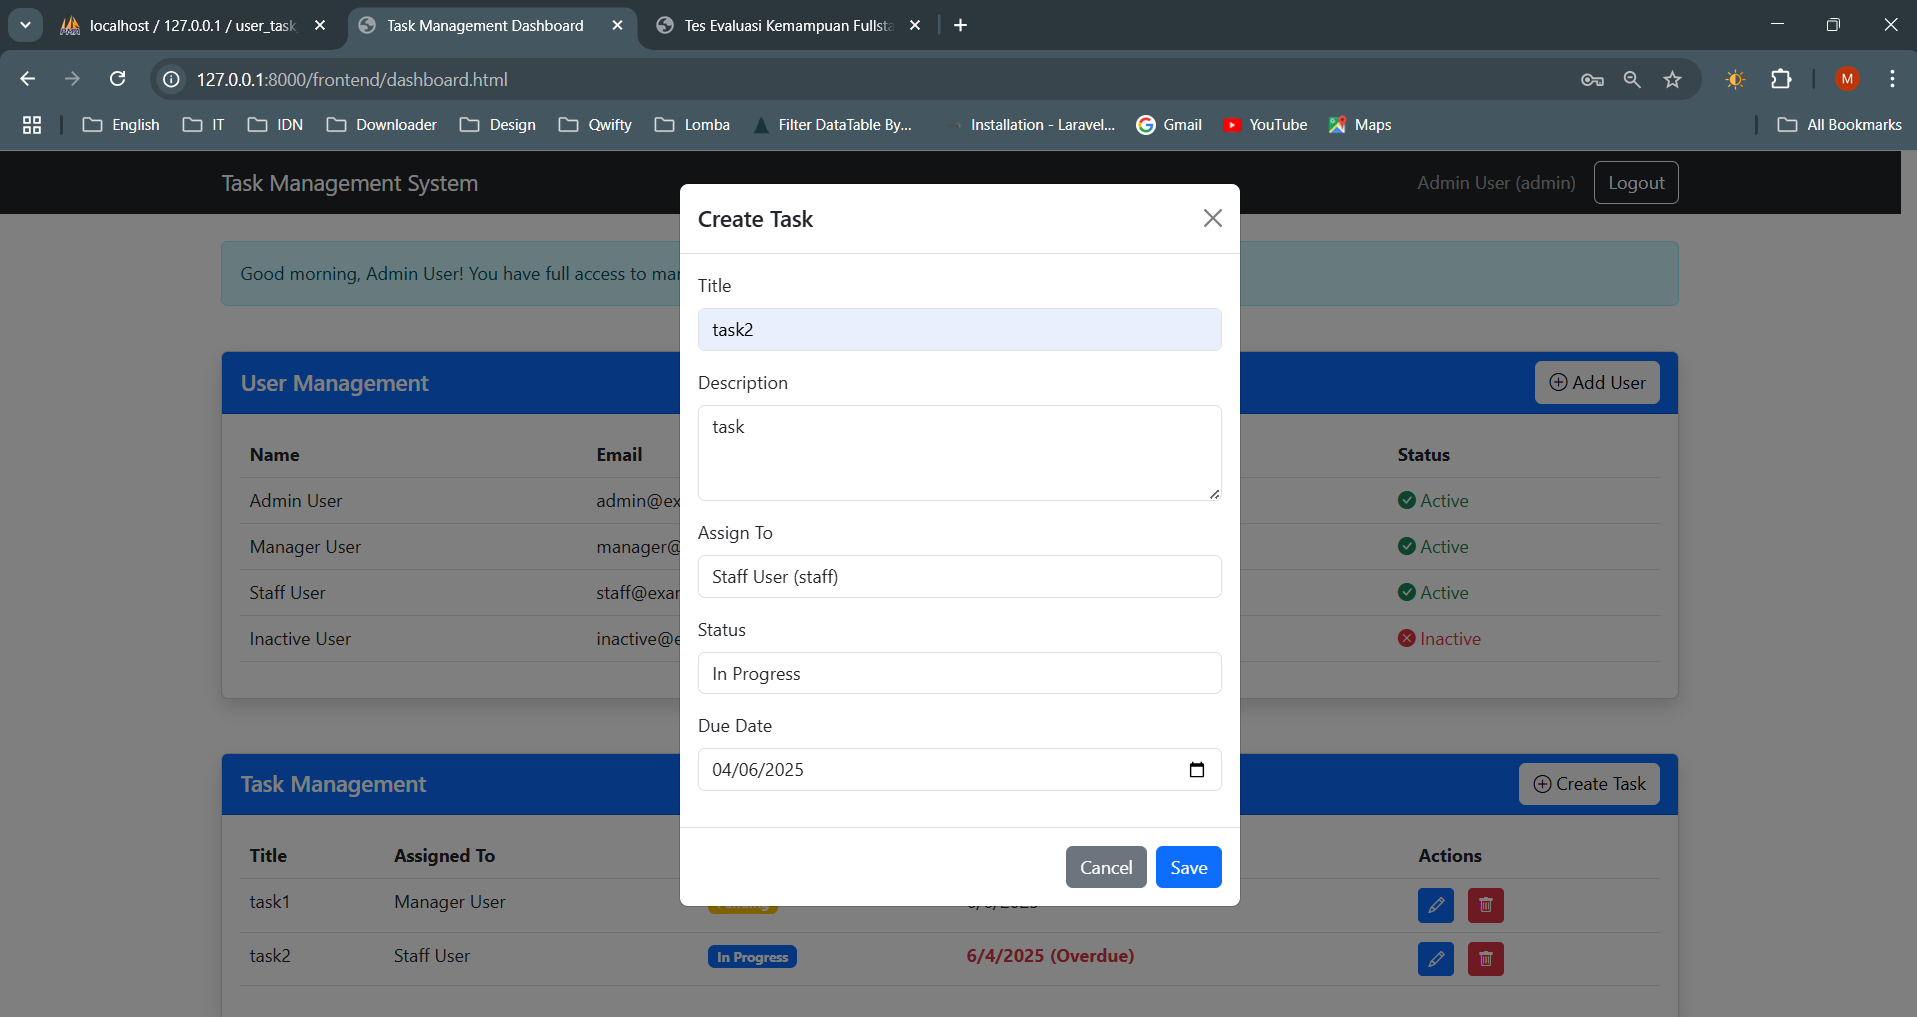 localhost / 127.0.0.1 / user_task
Task Management Dashboard
Tes Evaluasi Kemampuan Fullsta
127.0.0.1:8000/frontend/dashboard.html
M
English
IT
IDN
Downloader
Design
Qwifty
Lomba
Filter DataTable By...
Installation - Laravel...
Gmail
YouTube
Maps
All Bookmarks
Task Management System
Admin User (admin)
Logout
Good morning, Admin User! You have full access to
Create Task
Title
task2
Description
task
Assign To
Staff User (staff)
Status
In Progress
Due Date
04/06/2025
Cancel
Save
User Management
Add User
Name Email Status
Admin User admin@ex Active
Manager User manager@ Active
Staff User staff@exa Active
Inactive User inactive@ Inactive
Task Management
Create Task
Title Assigned To Actions
task1 Manager User
task2 Staff User In Progress 6/4/2025 (Overdue)